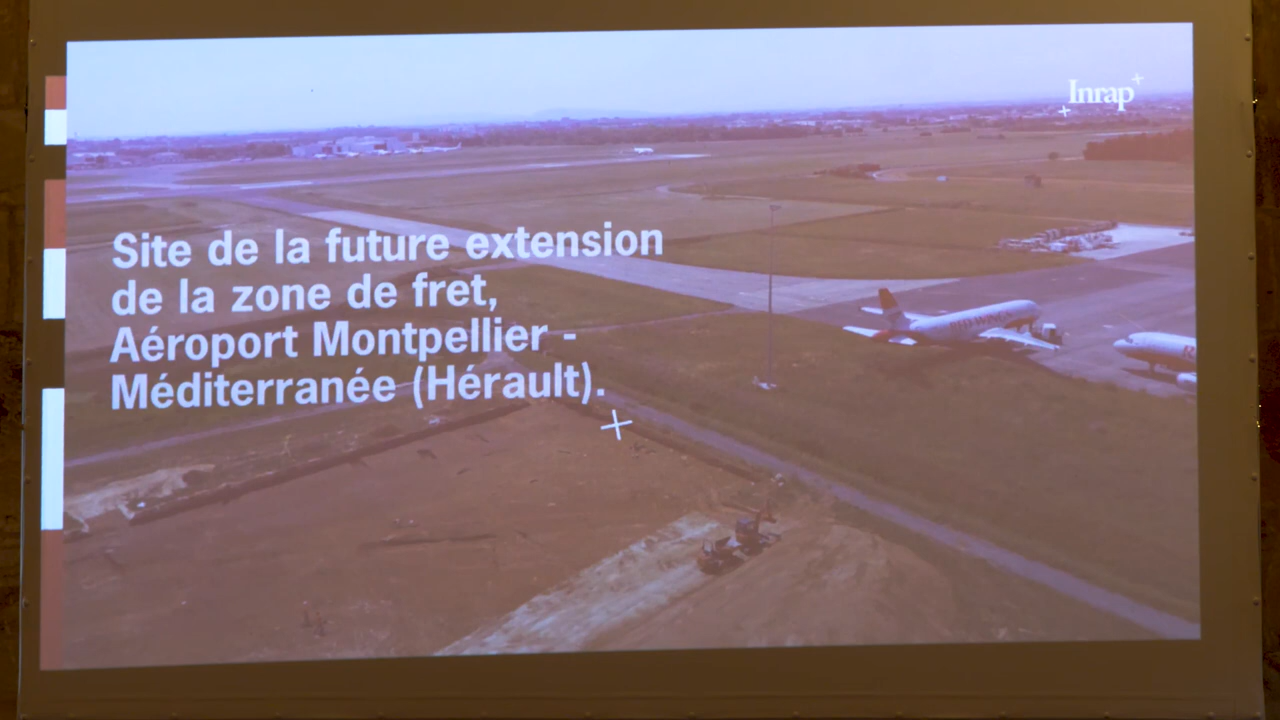 Inrap
Site de la future extension
de la zone de fret,
Aéroport Montpellier -
Méditerranée (Hérault).